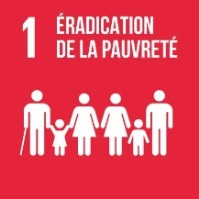 1 ÉRADICATION
DE LA PAUVRETÉ